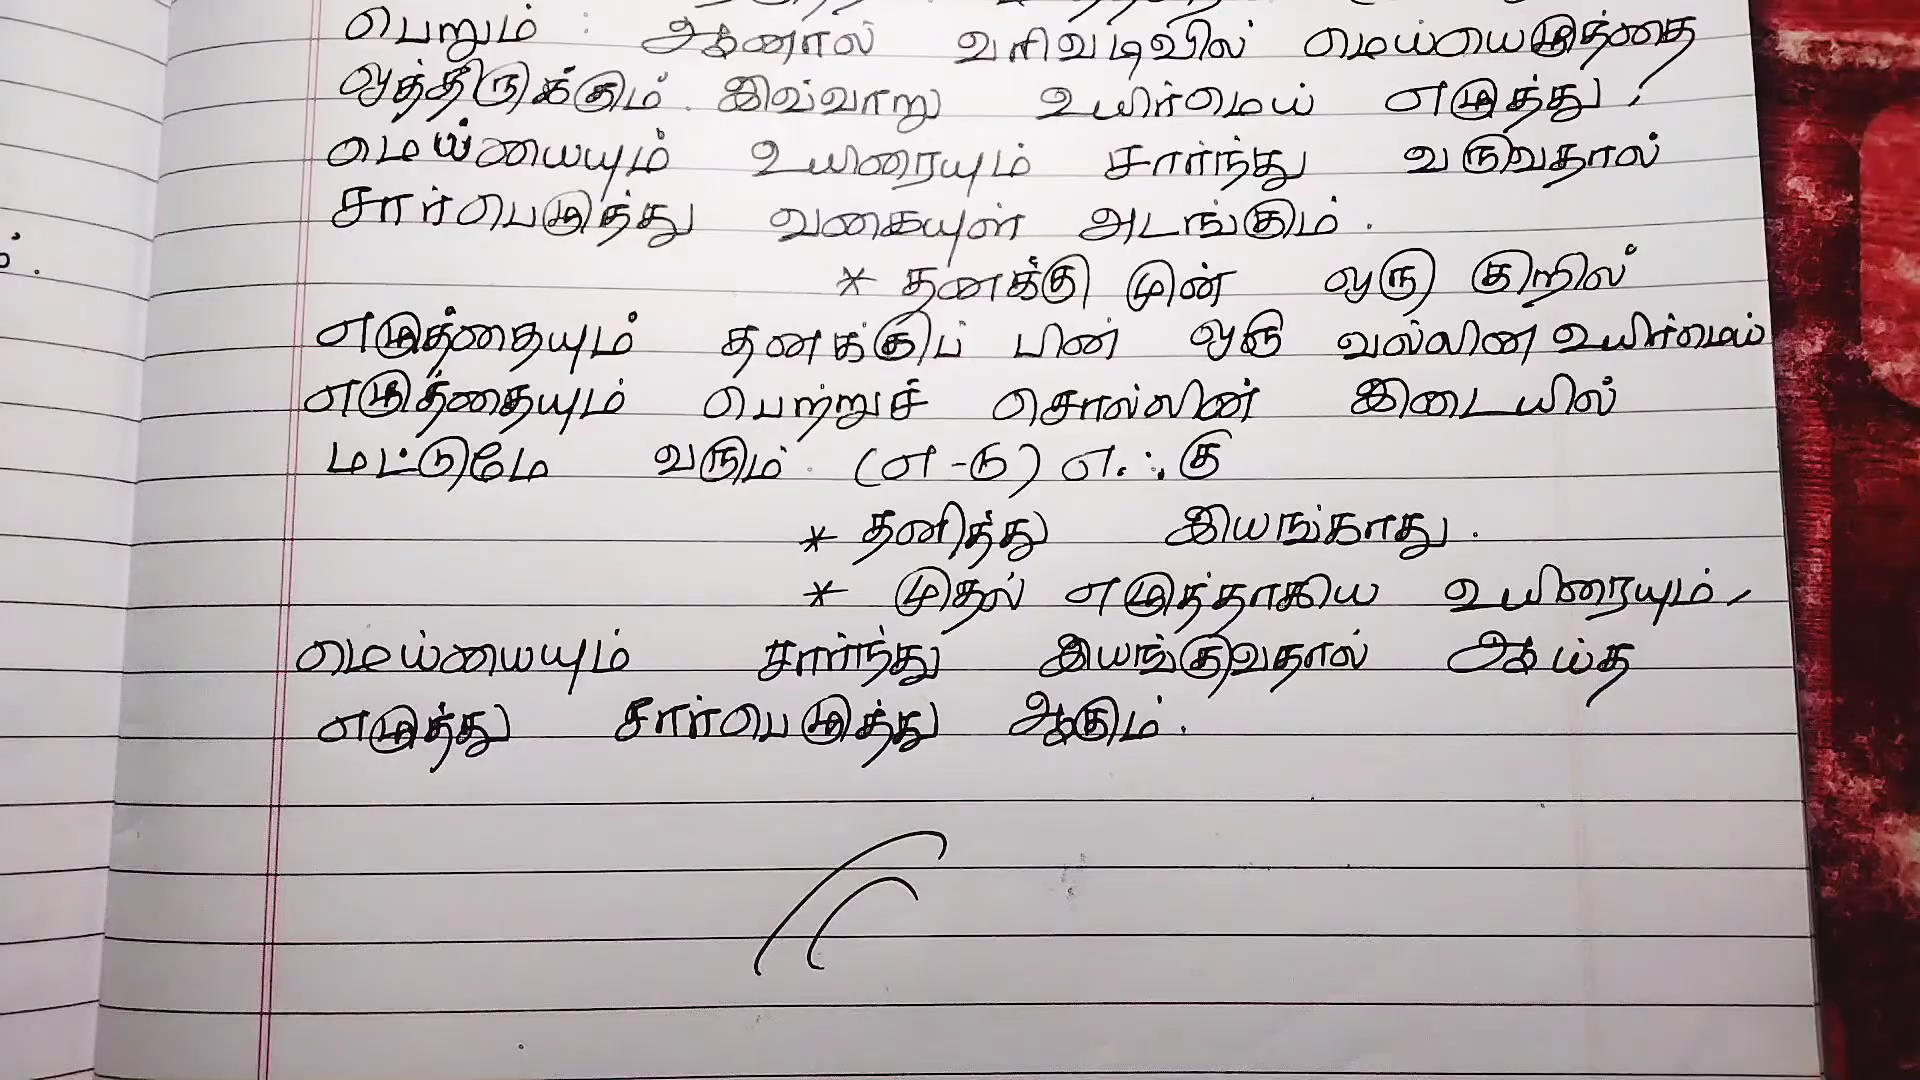 பெறும். ஆனால் வரிவடிவில் மெய்யெழுத்தை
ஒத்திருக்கும். இவ்வாறு உயிர்மெய் எழுத்து,
மெய்யையும் உயிரையும் சார்ந்து வருவதால்
சார்பெழுத்து வகையுள் அடங்கும்.
* தனக்கு முன் ஒரு குறில்
எழுத்தையும் தனக்குப் பின் ஒரு வல்லின உயிர்மெய்
எழுத்தையும் பெற்றுச் சொல்லின் இடையில்
மட்டுமே வரும். (எ-டு) எஃகு
* தனித்து இயங்காது.
* முதல் எழுத்தாகிய உயிரையும்,
மெய்யையும் சார்ந்து இயங்குவதால் ஆய்த
எழுத்து சார்பெழுத்து ஆகும்.